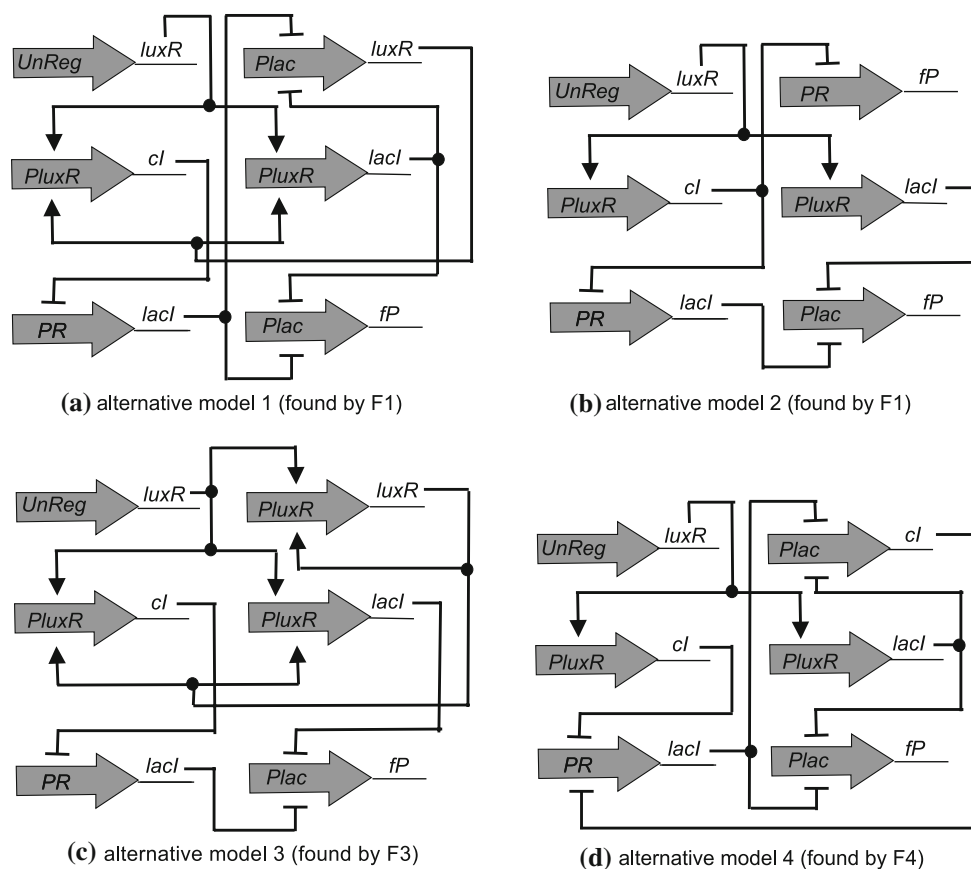 UnReg luxR
Plac luxR
PluxR cI
PluxR lacI
PR lacI
Plac fP
(a) alternative model 1 (found by F1)
UnReg luxR
PR fP
PluxR cI
PluxR lacI
PR lacI
Plac fP
(b) alternative model 2 (found by F1)
UnReg luxR
PluxR luxR
PluxR cI
PluxR lacI
PR lacI
Plac fP
(c) alternative model 3 (found by F3)
UnReg luxR
Plac cI
PluxR cI
PluxR lacI
PR lacI
Plac fP
(d) alternative model 4 (found by F4)